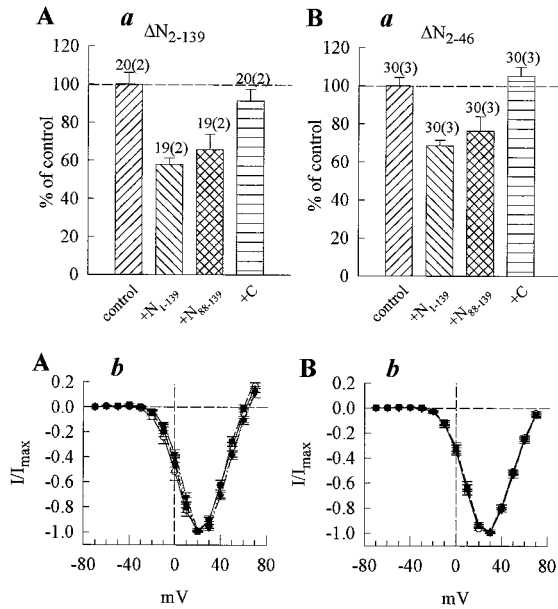 A a ΔN2-139
120
100
80
60
40
20
0
% of control
20(2)
19(2)
19(2)
20(2)
control
+N1-139
+N88-139
+C
B a ΔN2-46
120
100
80
60
40
20
0
% of control
30(3)
30(3)
30(3)
30(3)
control
+N1-139
+N88-139
+C
A b
0.2
0.0
-0.2
-0.4
-0.6
-0.8
-1.0
I/Imax
-80 -40 0 40 80
mV
B b
0.2
0.0
-0.2
-0.4
-0.6
-0.8
-1.0
I/Imax
-80 -40 0 40 80
mV